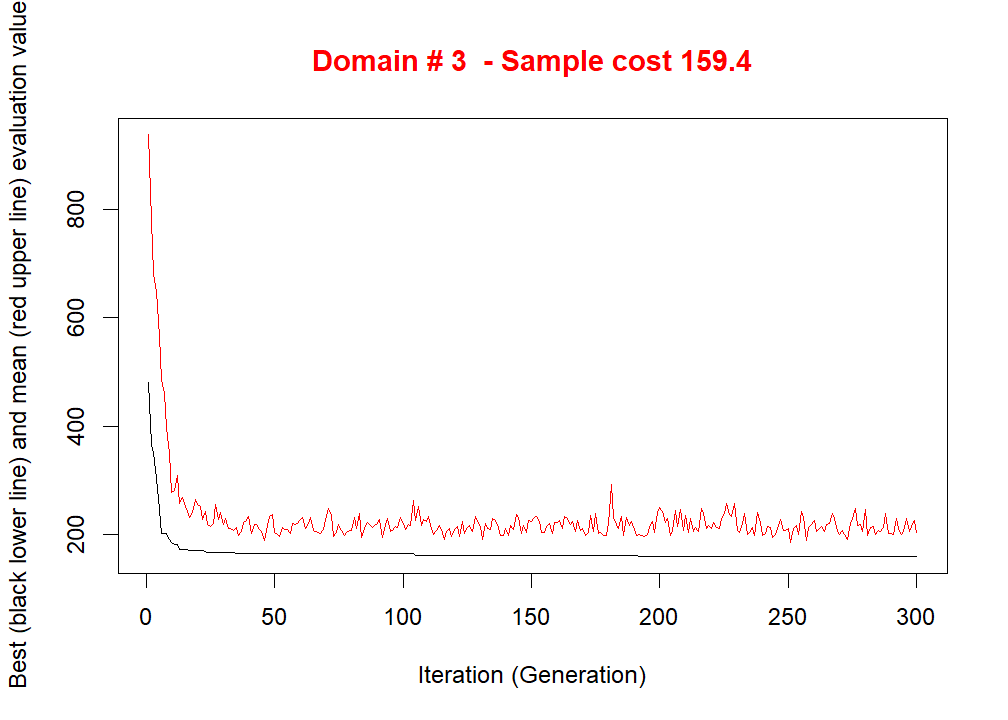 Domain # 3  - Sample cost 159.4
Best (black lower line) and mean (red upper line) evaluation value
800
600
400
200
0 50 100 150 200 250 300
Iteration (Generation)